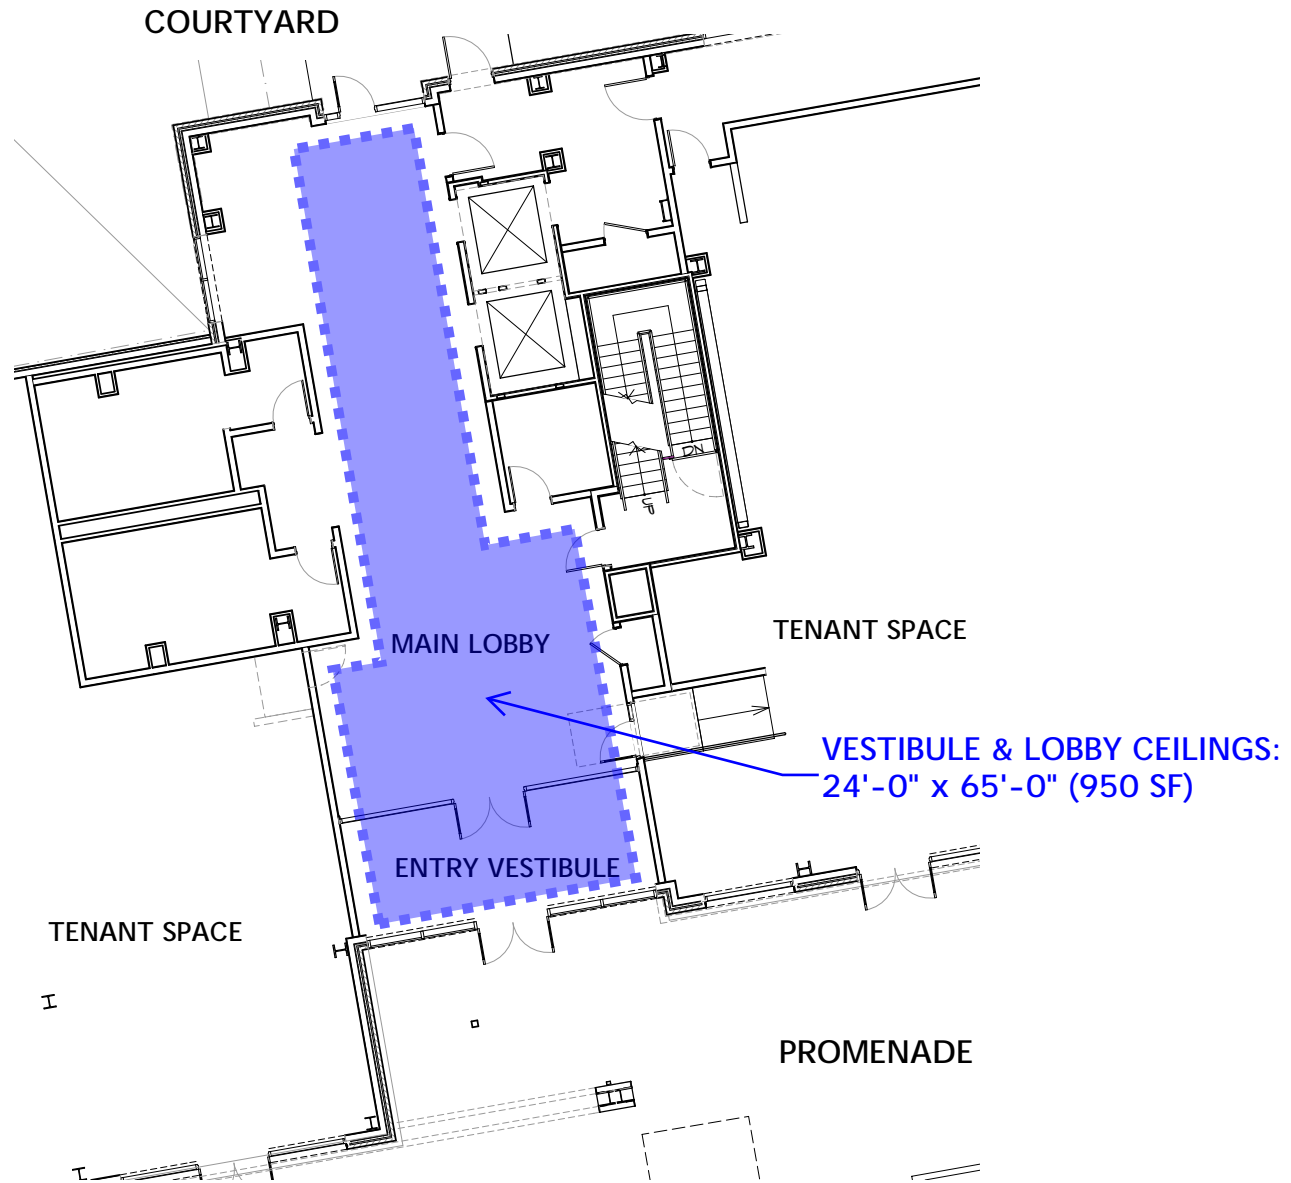 COURTYARD
DN
UP
MAIN LOBBY
TENANT SPACE
VESTIBULE & LOBBY CEILINGS:
24'-0" x 65'-0" (950 SF)
ENTRY VESTIBULE
TENANT SPACE
PROMENADE